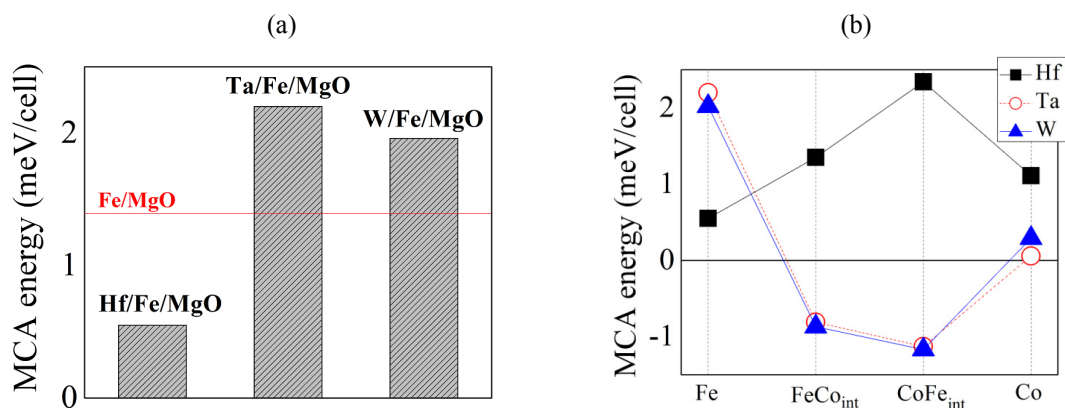 (a)
MCA energy (meV/cell)
2
1
0
Ta/Fe/MgO
W/Fe/MgO
Fe/MgO
Hf/Fe/MgO
(b)
MCA energy (meV/cell)
2
1
0
-1
Hf
Ta
W
Fe
FeCo_int
CoFe_int
Co